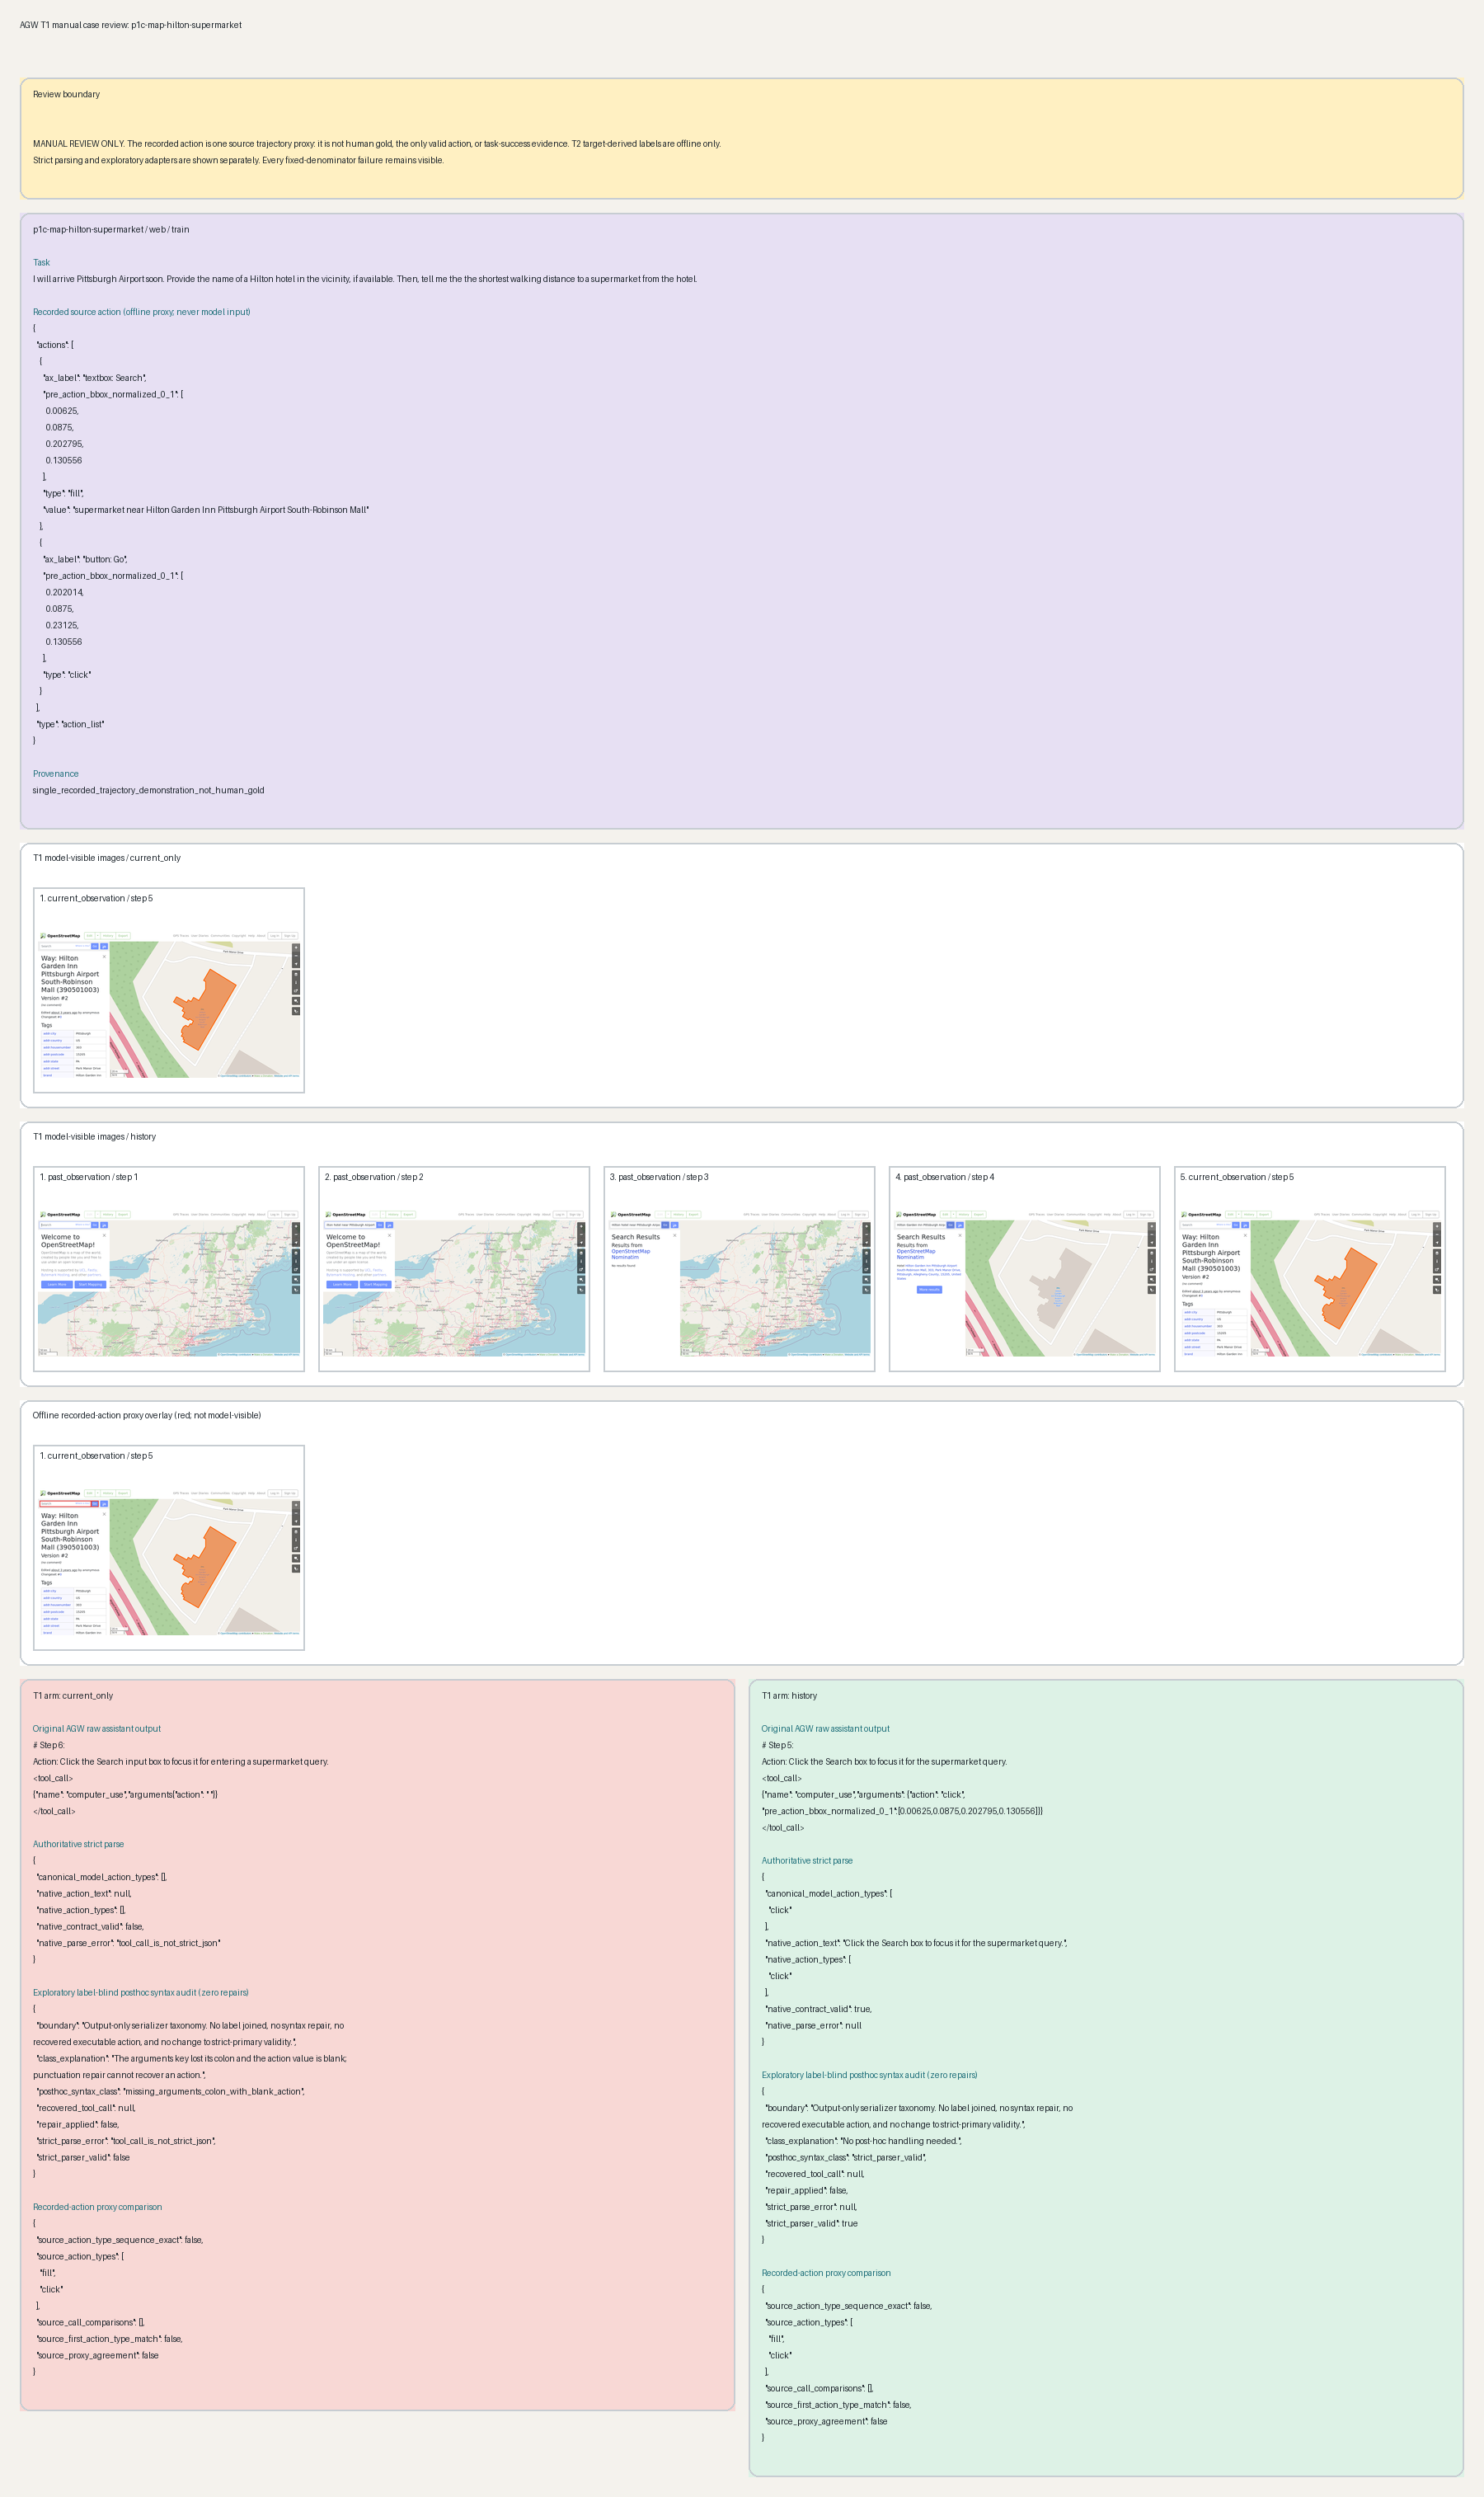 AGW T1 manual case review: p1c-map-hilton-supermarket
Review boundary
MANUAL REVIEW ONLY. The recorded action is one source trajectory proxy: it is not human gold, the only valid action, or task-success evidence. T2 target-derived labels are offline only.
Strict parsing and exploratory adapters are shown separately. Every fixed-denominator failure remains visible.
p1c-map-hilton-supermarket / web / train
Task
I will arrive Pittsburgh Airport soon. Provide the name of a Hilton hotel in the vicinity, if available. Then, tell me the the shortest walking distance to a supermarket from the hotel.
Recorded source action (offline proxy; never model input)
{
"actions": [
{
"ax_label": "textbox: Search",
"pre_action_bbox_normalized_0_1": [
0.00625,
0.0875,
0.202795,
0.130556
],
"type": "fill",
"value": "supermarket near Hilton Garden Inn Pittsburgh Airport South-Robinson Mall"
},
{
"ax_label": "button: Go",
"pre_action_bbox_normalized_0_1": [
0.202014,
0.0875,
0.23125,
0.130556
],
"type": "click"
}
],
"type": "action_list"
}
Provenance
single_recorded_trajectory_demonstration_not_human_gold
T1 model-visible images / current_only
1. current_observation / step 5
OpenStreetMap
Way: Hilton
Garden Inn
Pittsburgh Airport
South-Robinson
Mall (390501003)
Version #2
Tags
T1 model-visible images / history
1. past_observation / step 1
OpenStreetMap
Welcome to
OpenStreetMap!
2. past_observation / step 2
OpenStreetMap
Welcome to
OpenStreetMap!
3. past_observation / step 3
OpenStreetMap
Search Results
Results from
OpenStreetMap
Nominatim
No results found
4. past_observation / step 4
OpenStreetMap
Search Results
Results from
OpenStreetMap
Nominatim
More results
5. current_observation / step 5
OpenStreetMap
Way: Hilton
Garden Inn
Pittsburgh Airport
South-Robinson
Mall (390501003)
Version #2
Tags
Offline recorded-action proxy overlay (red; not model-visible)
1. current_observation / step 5
OpenStreetMap
Way: Hilton
Garden Inn
Pittsburgh Airport
South-Robinson
Mall (390501003)
Version #2
Tags
T1 arm: current_only
Original AGW raw assistant output
# Step 6:
Action: Click the Search input box to focus it for entering a supermarket query.
<tool_call>
{"name": "computer_use","arguments{"action": " "}}
</tool_call>
Authoritative strict parse
{
"canonical_model_action_types": [],
"native_action_text": null,
"native_action_types": [],
"native_contract_valid": false,
"native_parse_error": "tool_call_is_not_strict_json"
}
Exploratory label-blind posthoc syntax audit (zero repairs)
{
"boundary": "Output-only serializer taxonomy. No label joined, no syntax repair, no
recovered executable action, and no change to strict-primary validity.",
"class_explanation": "The arguments key lost its colon and the action value is blank;
punctuation repair cannot recover an action.",
"posthoc_syntax_class": "missing_arguments_colon_with_blank_action",
"recovered_tool_call": null,
"repair_applied": false,
"strict_parse_error": "tool_call_is_not_strict_json",
"strict_parser_valid": false
}
Recorded-action proxy comparison
{
"source_action_type_sequence_exact": false,
"source_action_types": [
"fill",
"click"
],
"source_call_comparisons": [],
"source_first_action_type_match": false,
"source_proxy_agreement": false
}
T1 arm: history
Original AGW raw assistant output
# Step 5:
Action: Click the Search box to focus it for the supermarket query.
<tool_call>
{"name": "computer_use","arguments": {"action": "click",
"pre_action_bbox_normalized_0_1":[0.00625,0.0875,0.202795,0.130556]}}
</tool_call>
Authoritative strict parse
{
"canonical_model_action_types": [
"click"
],
"native_action_text": "Click the Search box to focus it for the supermarket query.",
"native_action_types": [
"click"
],
"native_contract_valid": true,
"native_parse_error": null
}
Exploratory label-blind posthoc syntax audit (zero repairs)
{
"boundary": "Output-only serializer taxonomy. No label joined, no syntax repair, no
recovered executable action, and no change to strict-primary validity.",
"class_explanation": "No post-hoc handling needed.",
"posthoc_syntax_class": "strict_parser_valid",
"recovered_tool_call": null,
"repair_applied": false,
"strict_parse_error": null,
"strict_parser_valid": true
}
Recorded-action proxy comparison
{
"source_action_type_sequence_exact": false,
"source_action_types": [
"fill",
"click"
],
"source_call_comparisons": [],
"source_first_action_type_match": false,
"source_proxy_agreement": false
}